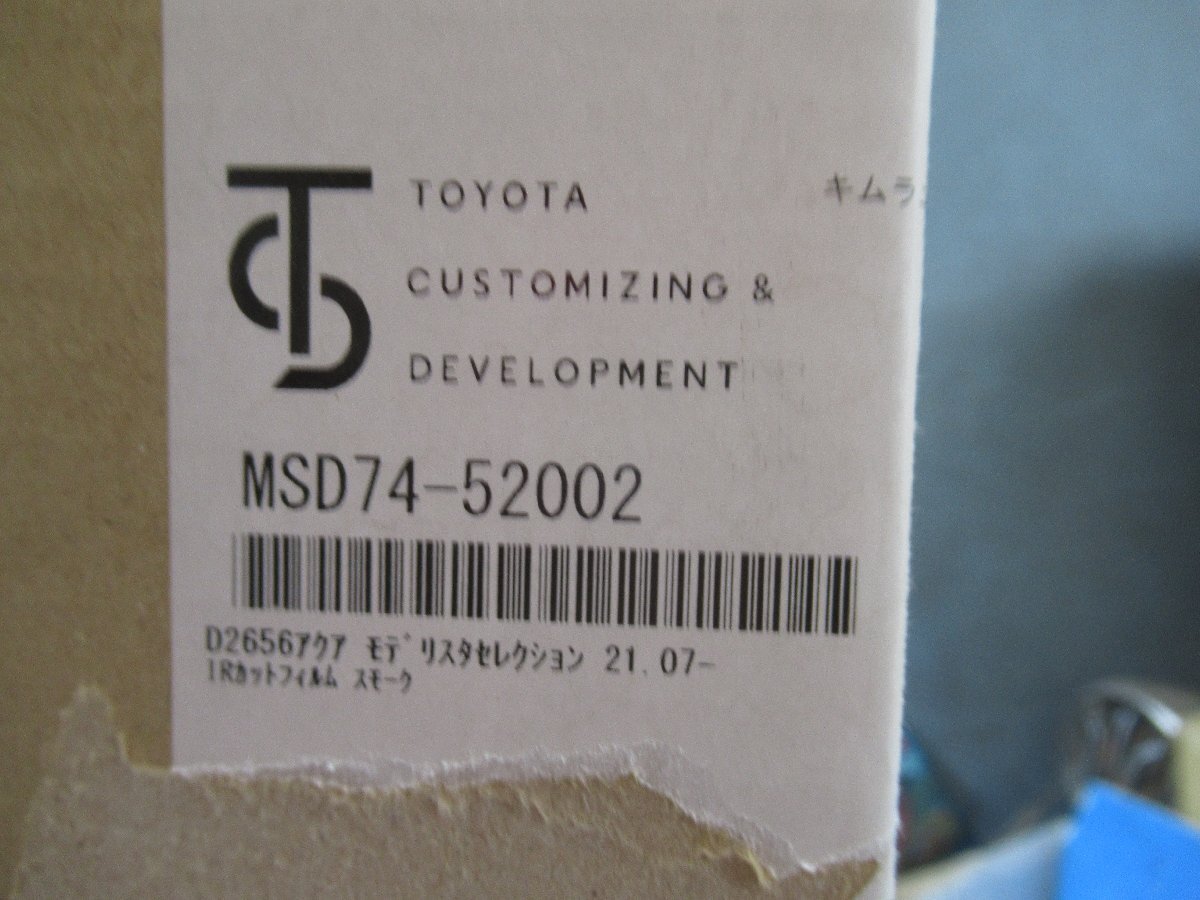 TOYOTA
キムラ
CUSTOMIZING &
DEVELOPMENT
MSD74-52002
D2656ｱｸｱ ﾓﾃﾞﾘｽﾀｾﾚｸｼｮﾝ 21.07-
IRｶｯﾄﾌｨﾙﾑ ｽﾓｰｸ